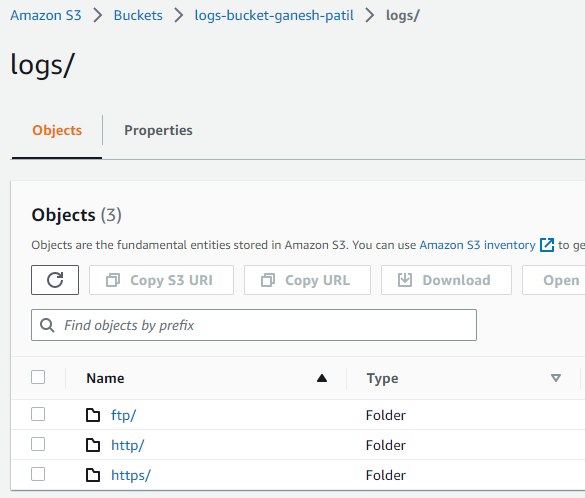 Amazon S3 > Buckets > logs-bucket-ganesh-patil > logs/
logs/
Objects Properties
Objects (3)
Objects are the fundamental entities stored in Amazon S3. You can use Amazon S3 inventory to ge
Copy S3 URI Copy URL Download Open
Find objects by prefix
Name Type
ftp/ Folder
http/ Folder
https/ Folder